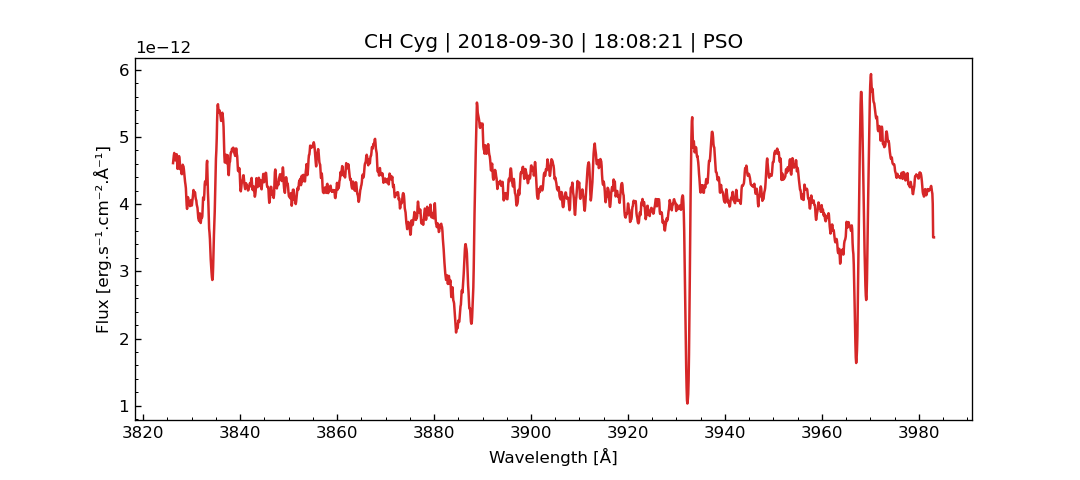 CH Cyg | 2018-09-30 | 18:08:21 | PSO
1e−12
6
5
4
3
2
1
Flux [erg.s⁻¹.cm⁻².Å⁻¹]
3820 3840 3860 3880 3900 3920 3940 3960 3980
Wavelength [Å]